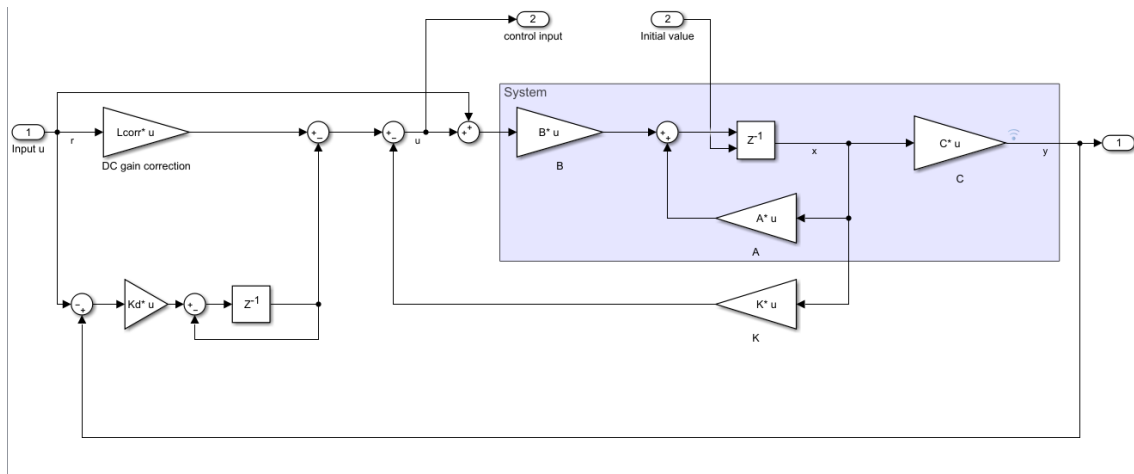 2
control input
2
Initial value
System
1
Input u
r
Lcorr* u
DC gain correction
+
−
+
−
u
+
+
B* u
B
+
+
Z-1
x
C* u
C
y
1
A* u
A
−
+
Kd* u
+
−
Z-1
K* u
K